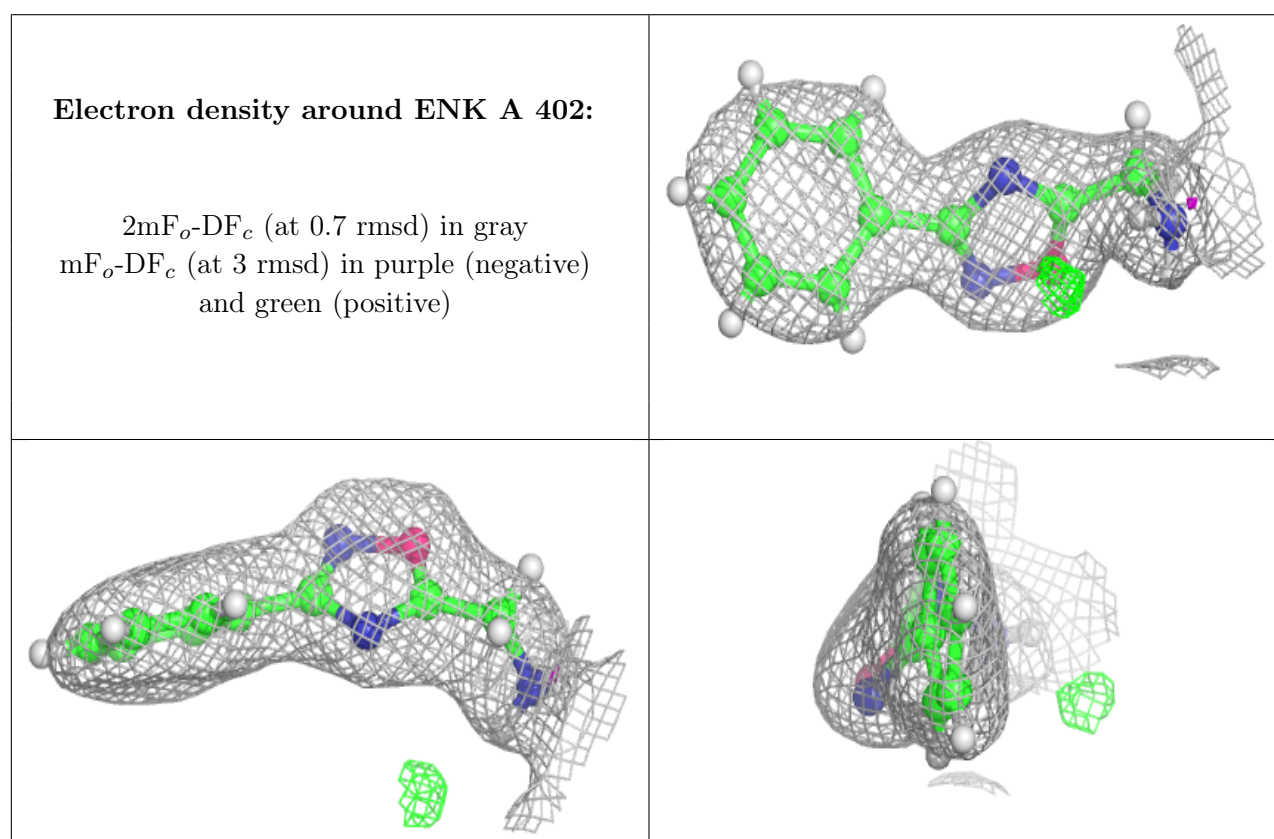 Electron density around ENK A 402:
2mFo-DFc (at 0.7 rmsd) in gray
mFo-DFc (at 3 rmsd) in purple (negative)
and green (positive)